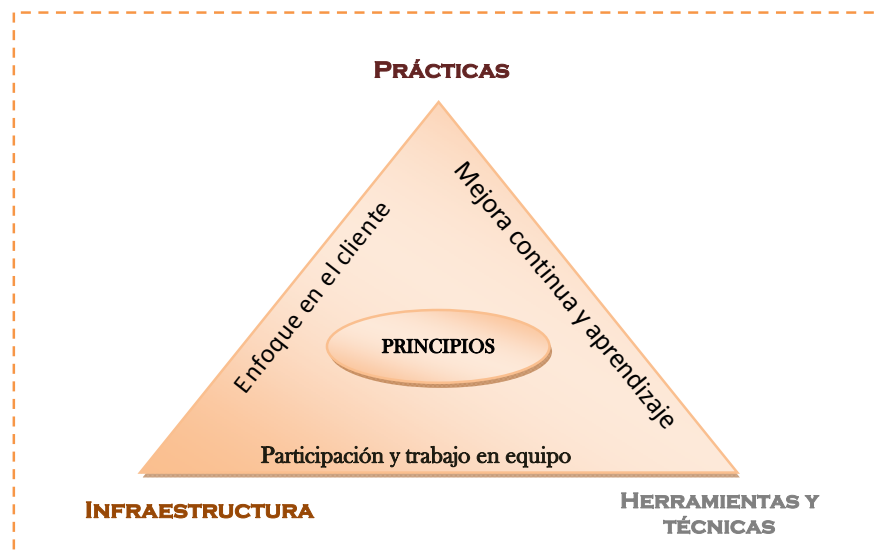 PRÁCTICAS
Enfoque en el cliente
Mejora continua y aprendizaje
PRINCIPIOS
Participación y trabajo en equipo
INFRAESTRUCTURA
HERRAMIENTAS Y
TÉCNICAS